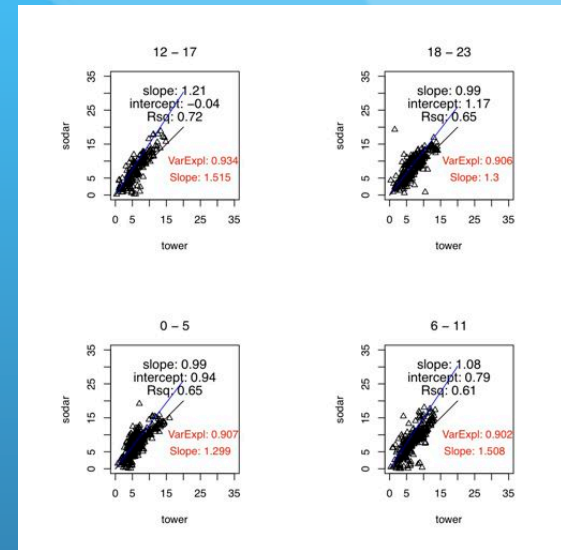 12 − 17
slope: 1.21
intercept: −0.04
Rsq: 0.72
VarExpl: 0.934
Slope: 1.515
sodar
0 5 15 25 35
tower
0 5 15 25 35
18 − 23
slope: 0.99
intercept: 1.17
Rsq: 0.65
VarExpl: 0.906
Slope: 1.3
sodar
0 5 15 25 35
tower
0 5 15 25 35
0 − 5
slope: 0.99
intercept: 0.94
Rsq: 0.65
VarExpl: 0.907
Slope: 1.299
sodar
0 5 15 25 35
tower
0 5 15 25 35
6 − 11
slope: 1.08
intercept: 0.79
Rsq: 0.61
VarExpl: 0.902
Slope: 1.508
sodar
0 5 15 25 35
tower
0 5 15 25 35